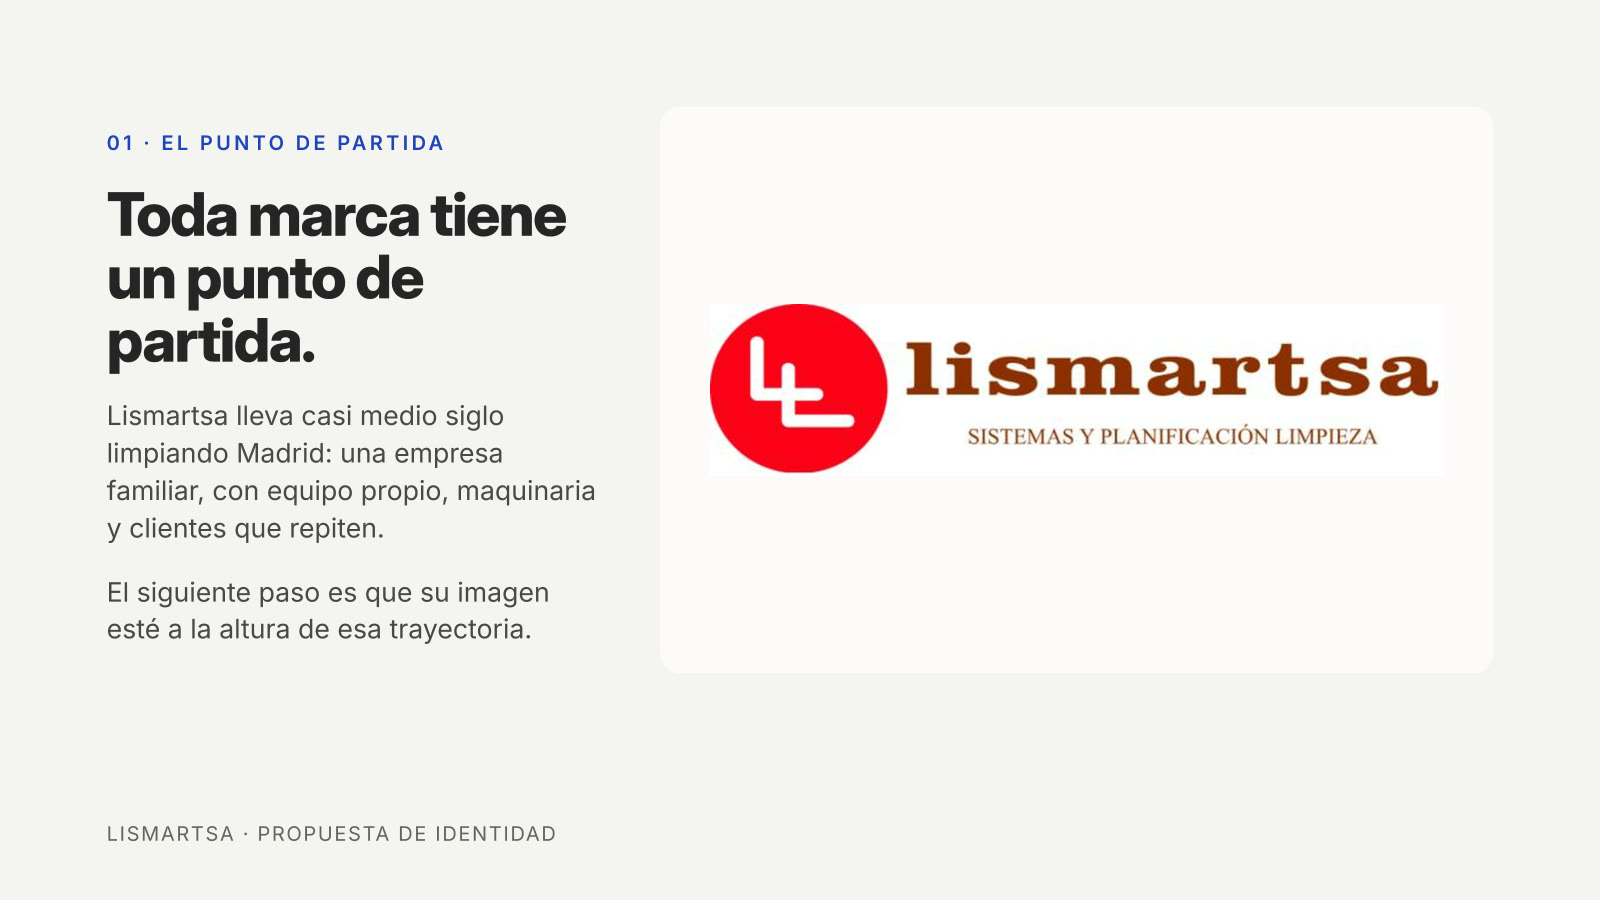 01 · EL PUNTO DE PARTIDA
Toda marca tiene
un punto de
partida.
Lismartsa lleva casi medio siglo
limpiando Madrid: una empresa
familiar, con equipo propio, maquinaria
y clientes que repiten.
El siguiente paso es que su imagen
esté a la altura de esa trayectoria.
lismartsa
SISTEMAS Y PLANIFICACIÓN LIMPIEZA
LISMARTSA · PROPUESTA DE IDENTIDAD